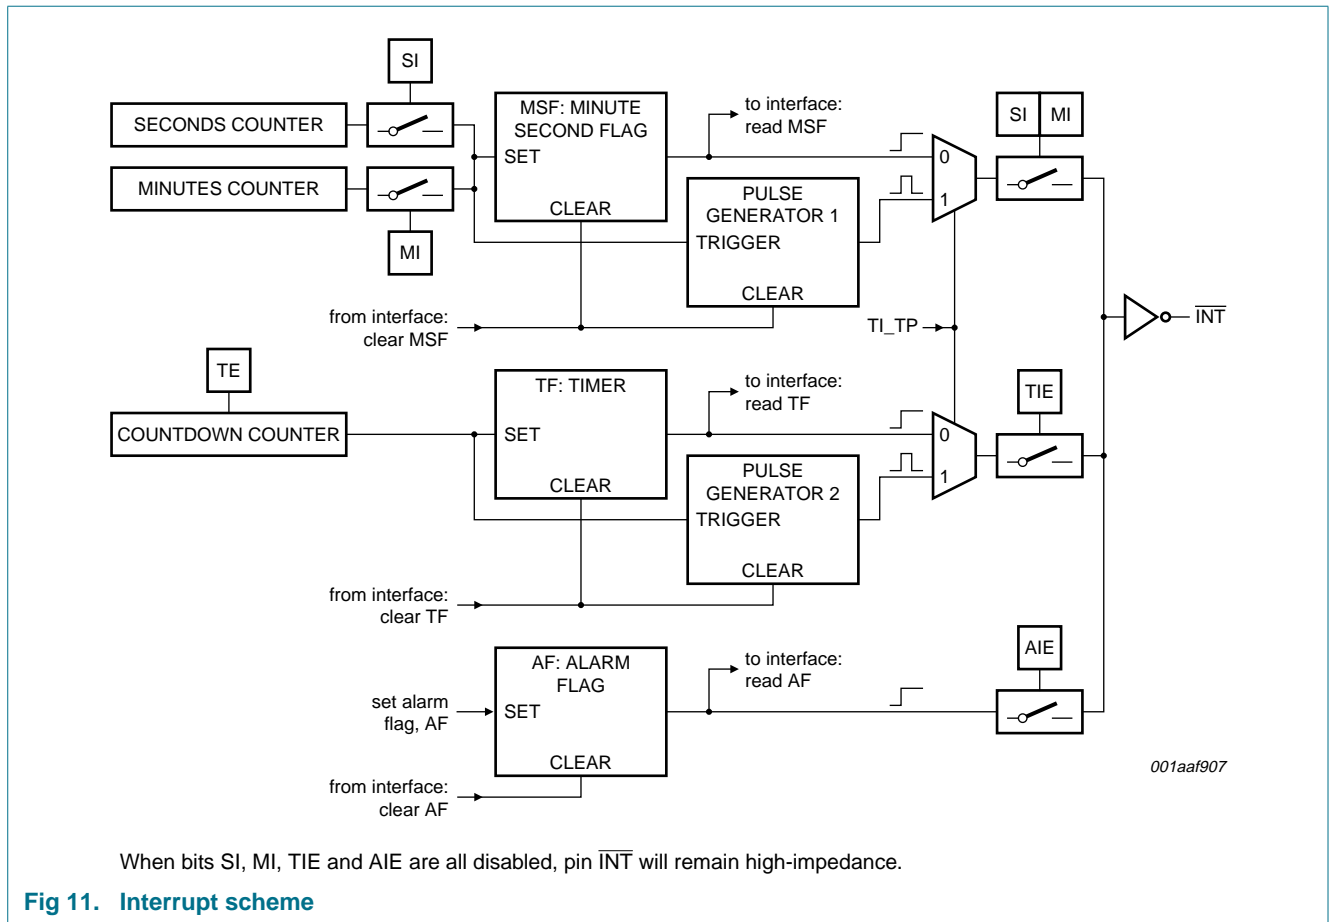 SI
SECONDS COUNTER
MINUTES COUNTER
MI
MSF: MINUTE
SECOND FLAG
SET
CLEAR
to interface:
read MSF
PULSE
GENERATOR 1
TRIGGER
CLEAR
0
1
SI MI
from interface:
clear MSF
TI_TP
INT
TE
COUNTDOWN COUNTER
TF: TIMER
SET
CLEAR
to interface:
read TF
PULSE
GENERATOR 2
TRIGGER
CLEAR
0
1
TIE
from interface:
clear TF
set alarm
flag, AF
AF: ALARM
FLAG
SET
CLEAR
to interface:
read AF
AIE
from interface:
clear AF
001aaf907
When bits SI, MI, TIE and AIE are all disabled, pin INT will remain high-impedance.
Fig 11. Interrupt scheme